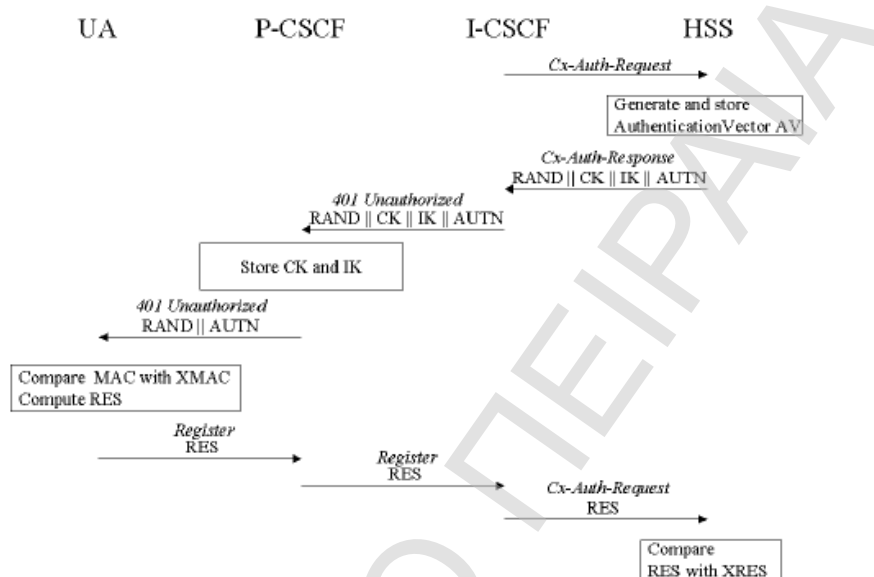 UA P-CSCF I-CSCF HSS
Cx-Auth-Request
Generate and store
AuthenticationVector AV
Cx-Auth-Response
RAND || CK || IK || AUTN
401 Unauthorized
RAND || CK || IK || AUTN
Store CK and IK
401 Unauthorized
RAND || AUTN
Compare MAC with XMAC
Compute RES
Register
RES
Register
RES
Cx-Auth-Request
RES
Compare
RES with XRES
ΠΕΙΡΑΙΑ